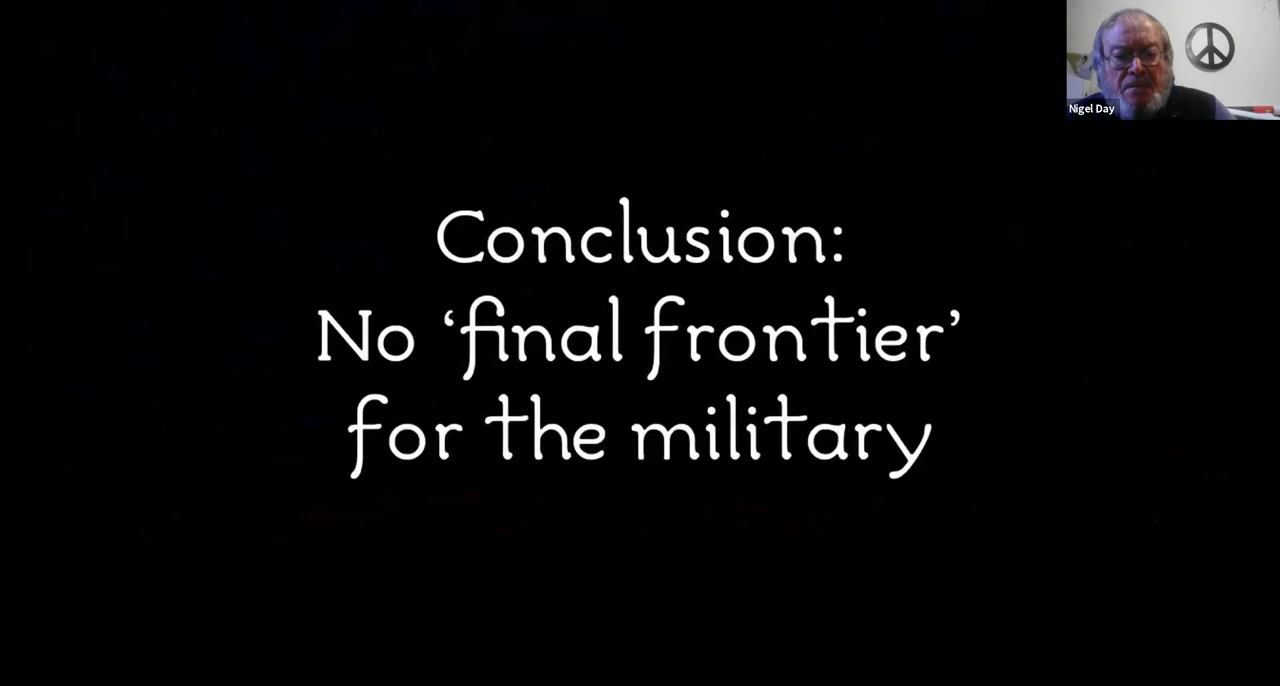 Nigel Day
Conclusion:
No ‘final frontier’
for the military